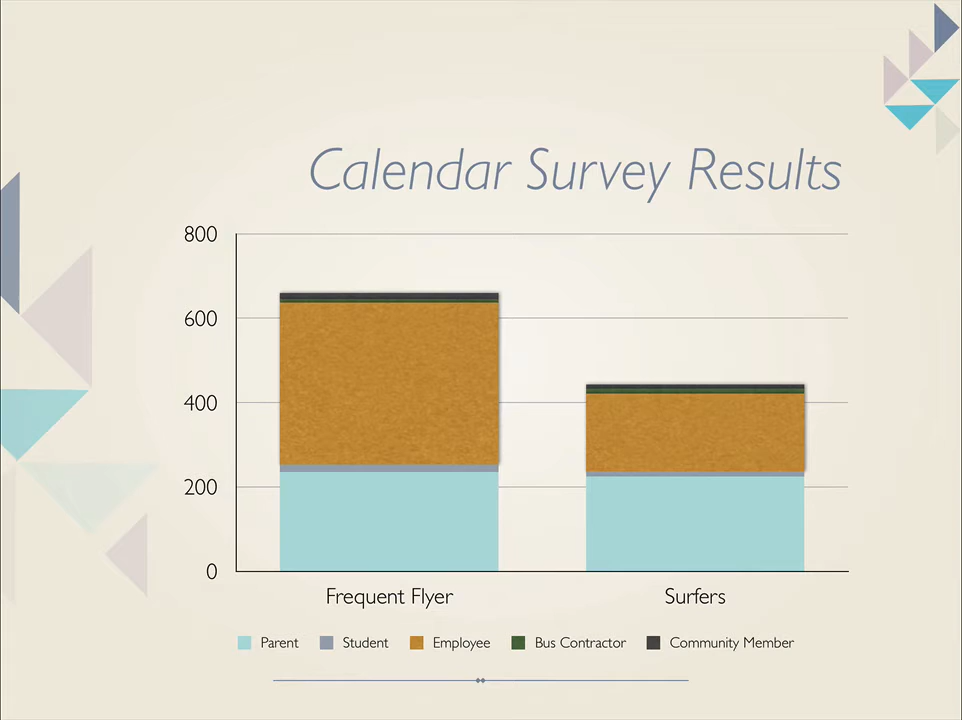 Calendar Survey Results
800
600
400
200
0
Frequent Flyer
Surfers
Parent
Student
Employee
Bus Contractor
Community Member